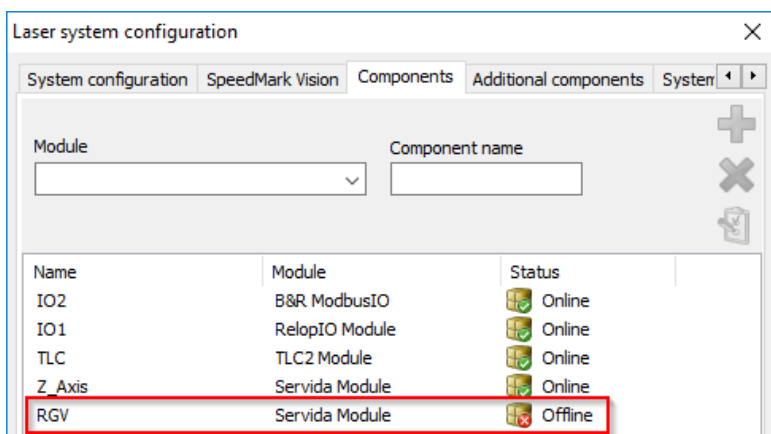 Laser system configuration
System configuration SpeedMark Vision Components Additional components System
Module Component name
Name Module Status
IO2 B&R ModbusIO Online
IO1 RelopIO Module Online
TLC TLC2 Module Online
Z_Axis Servida Module Online
RGV Servida Module Offline